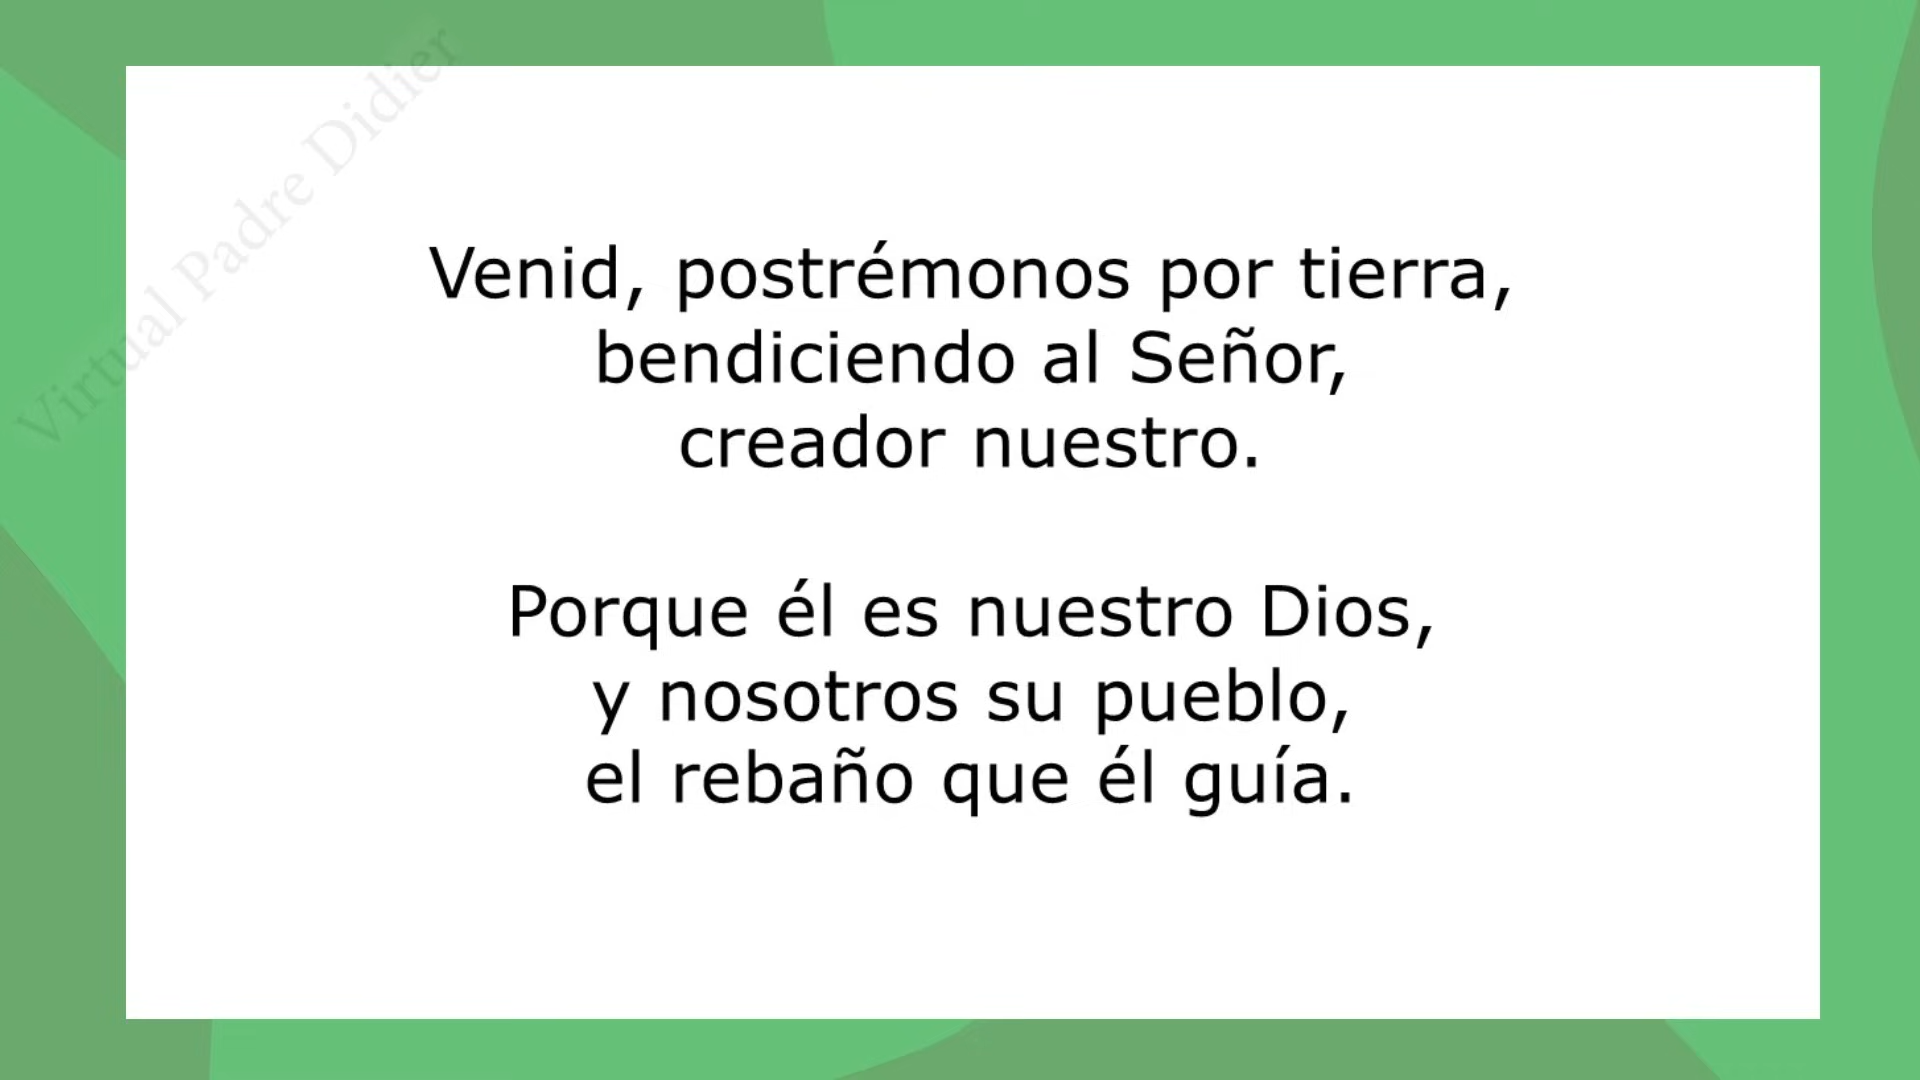 Virtual Padre Didier
Venid, postrémonos por tierra,
bendiciendo al Señor,
creador nuestro.
Porque él es nuestro Dios,
y nosotros su pueblo,
el rebaño que él guía.